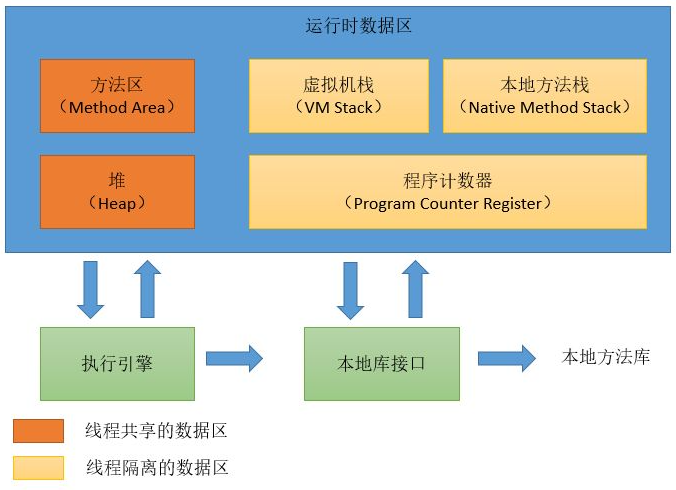 运行时数据区
方法区
（Method Area）
虚拟机栈
（VM Stack）
本地方法栈
（Native Method Stack）
堆
（Heap）
程序计数器
（Program Counter Register）
执行引擎
本地库接口
本地方法库
线程共享的数据区
线程隔离的数据区